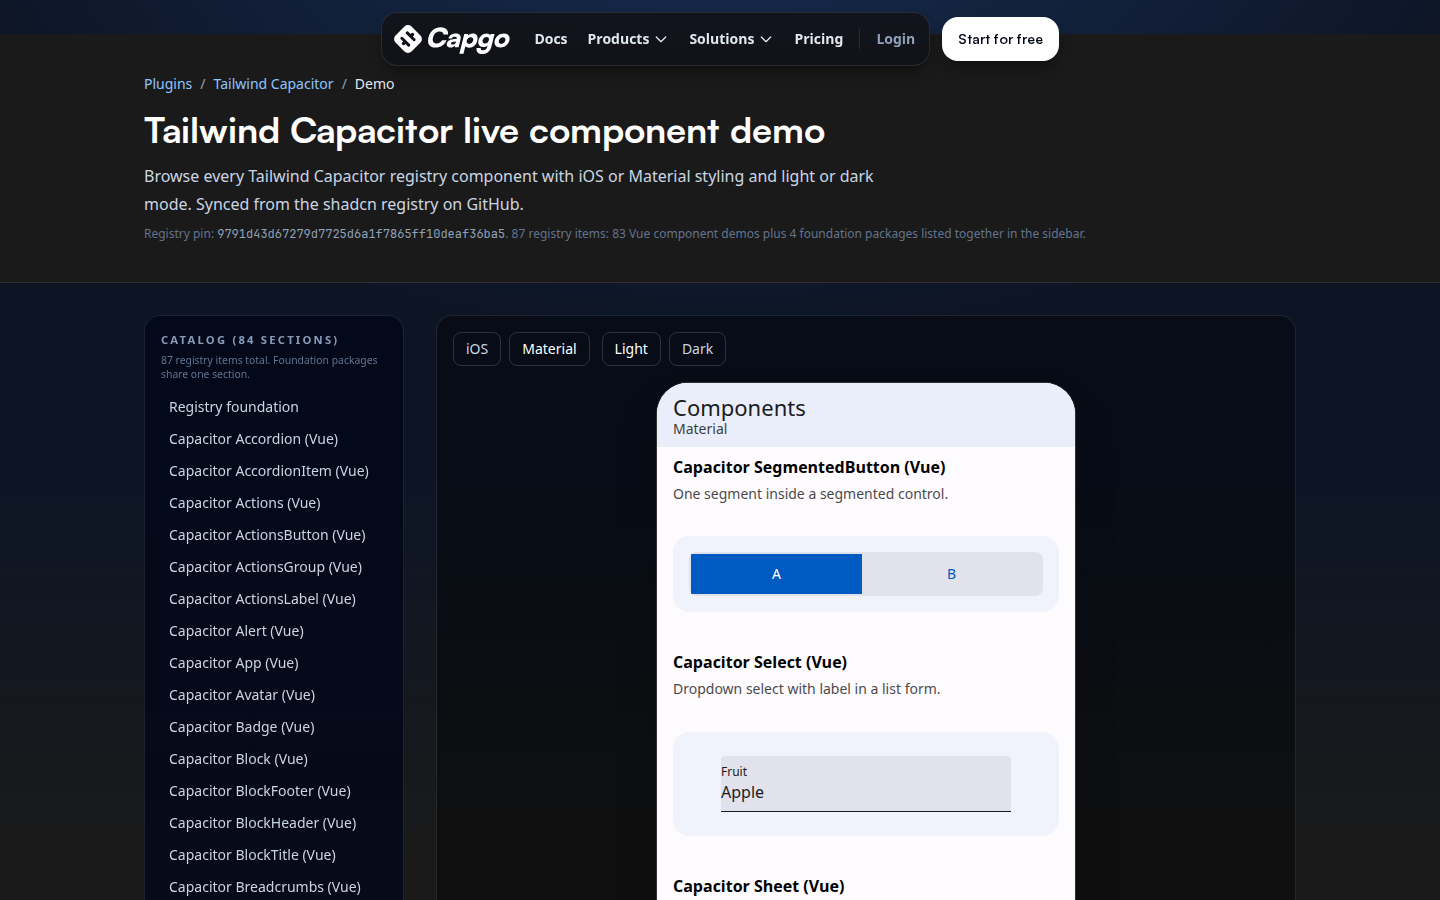 Capgo
Docs
Products
Solutions
Pricing
Login
Start for free
Plugins / Tailwind Capacitor / Demo
Tailwind Capacitor live component demo
Browse every Tailwind Capacitor registry component with iOS or Material styling and light or dark
mode. Synced from the shadcn registry on GitHub.
Registry pin: 9791d43d67279d7725d6a1f7865ff10deaf36ba5. 87 registry items: 83 Vue component demos plus 4 foundation packages listed together in the sidebar.
CATALOG (84 SECTIONS)
87 registry items total. Foundation packages
share one section.
Registry foundation
Capacitor Accordion (Vue)
Capacitor AccordionItem (Vue)
Capacitor Actions (Vue)
Capacitor ActionsButton (Vue)
Capacitor ActionsGroup (Vue)
Capacitor ActionsLabel (Vue)
Capacitor Alert (Vue)
Capacitor App (Vue)
Capacitor Avatar (Vue)
Capacitor Badge (Vue)
Capacitor Block (Vue)
Capacitor BlockFooter (Vue)
Capacitor BlockHeader (Vue)
Capacitor BlockTitle (Vue)
Capacitor Breadcrumbs (Vue)
iOS
Material
Light
Dark
Components
Material
Capacitor SegmentedButton (Vue)
One segment inside a segmented control.
A
B
Capacitor Select (Vue)
Dropdown select with label in a list form.
Fruit
Apple
Capacitor Sheet (Vue)